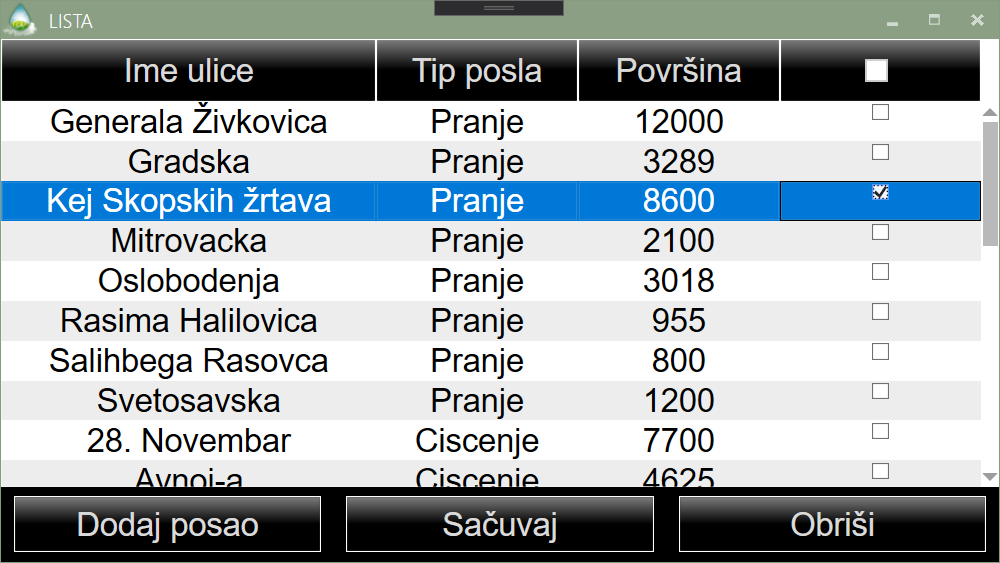 LISTA
Ime ulice Tip posla Površina
Generala Živkovica Pranje 12000
Gradska Pranje 3289
Kej Skopskih žrtava Pranje 8600
Mitrovacka Pranje 2100
Oslobodenja Pranje 3018
Rasima Halilovica Pranje 955
Salihbega Rasovca Pranje 800
Svetosavska Pranje 1200
28. Novembar Ciscenje 7700
Avnoj-a Ciscenje 4625
Dodaj posao Sačuvaj Obriši